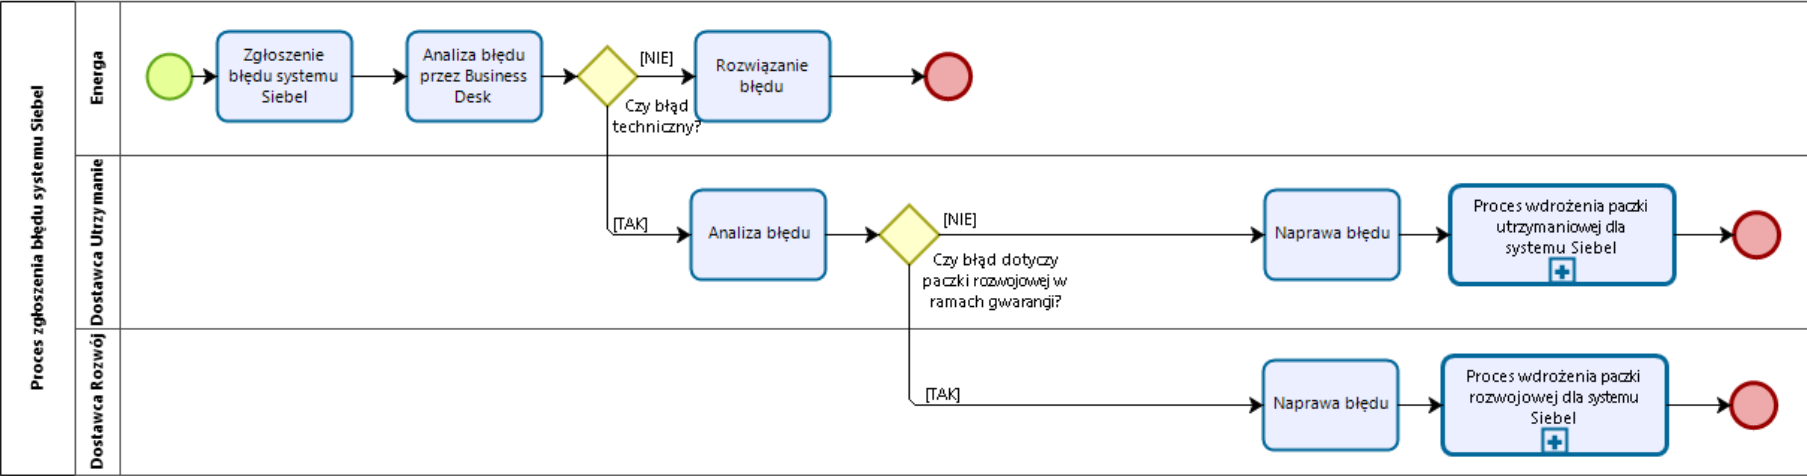 Proces zgłoszenia błędu systemu Siebel
Energa
Zgłoszenie
błędu systemu
Siebel
Analiza błędu
przez Business
Desk
[NIE]
Czy błąd
techniczny?
Rozwiązanie
błędu
Dostawca Utrzymanie
[TAK]
Analiza błędu
[NIE]
Czy błąd dotyczy
paczki rozwojowej w
ramach gwarangi?
Naprawa błędu
Proces wdrożenia paczki
utrzymaniowej dla
systemu Siebel
Dostawca Rozwój
[TAK]
Naprawa błędu
Proces wdrożenia paczki
rozwojowej dla systemu
Siebel